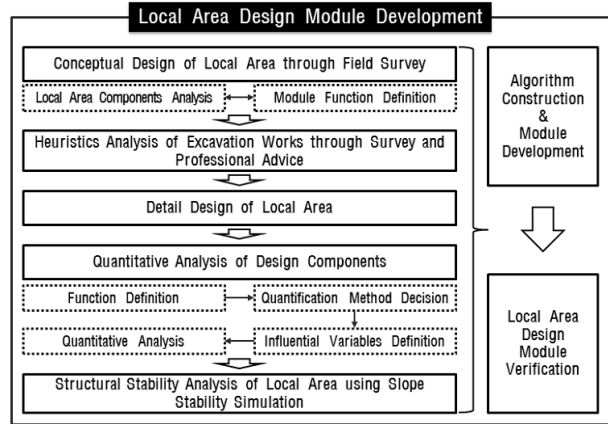 Local Area Design Module Development
Conceptual Design of Local Area through Field Survey
Local Area Components Analysis
Module Function Definition
Heuristics Analysis of Excavation Works through Survey and
Professional Advice
Detail Design of Local Area
Quantitative Analysis of Design Components
Function Definition
Quantification Method Decision
Quantitative Analysis
Influential Variables Definition
Structural Stability Analysis of Local Area using Slope
Stability Simulation
Algorithm
Construction
&
Module
Development
Local Area
Design
Module
Verification